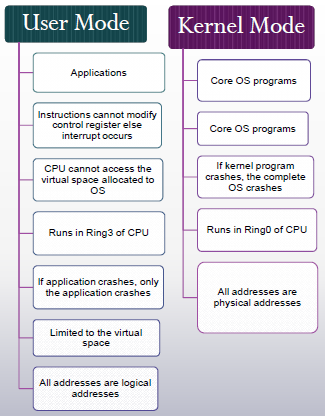 User Mode
Applications
Instructions cannot modify
control register else
interrupt occurs
CPU cannot access the
virtual space allocated to
OS
Runs in Ring3 of CPU
If application crashes, only
the application crashes
Limited to the virtual
space
All addresses are logical
addresses
Kernel Mode
Core OS programs
Core OS programs
If kernel program
crashes, the complete
OS crashes
Runs in Ring0 of CPU
All addresses are
physical addresses